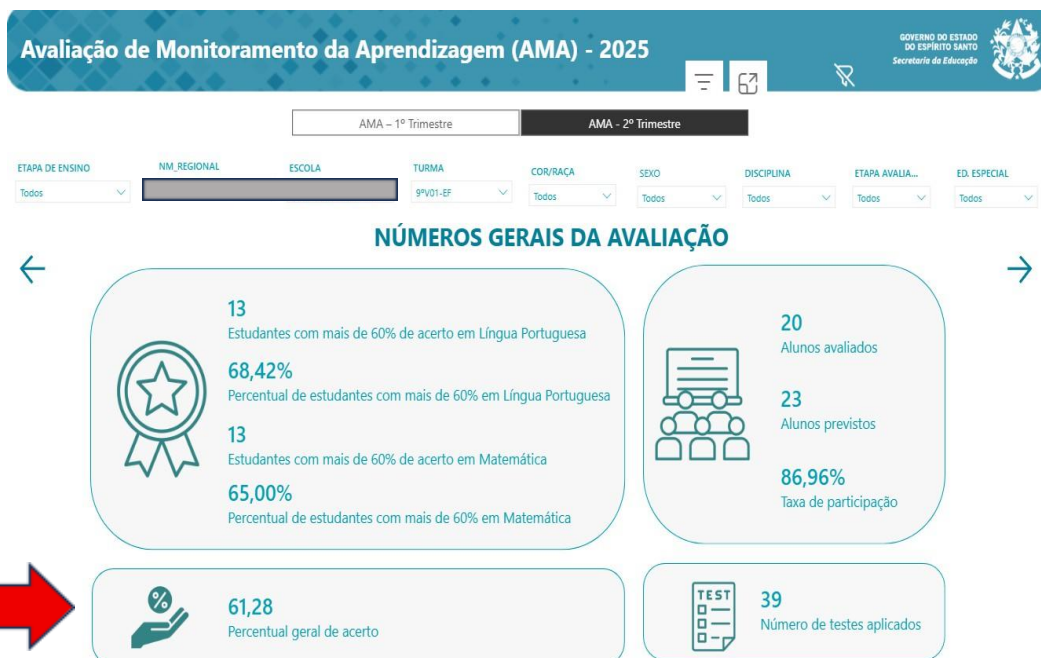 Avaliação de Monitoramento da Aprendizagem (AMA) - 2025
GOVERNO DO ESTADO
DO ESPÍRITO SANTO
Secretaria da Educação
AMA – 1º Trimestre
AMA - 2º Trimestre
ETAPA DE ENSINO
NM_REGIONAL
ESCOLA
TURMA
COR/RAÇA
SEXO
DISCIPLINA
ETAPA AVALIA...
ED. ESPECIAL
Todos
9ºV01-EF
Todos
Todos
Todos
Todos
Todos
NÚMEROS GERAIS DA AVALIAÇÃO
13
Estudantes com mais de 60% de acerto em Língua Portuguesa
68,42%
Percentual de estudantes com mais de 60% em Língua Portuguesa
13
Estudantes com mais de 60% de acerto em Matemática
65,00%
Percentual de estudantes com mais de 60% em Matemática
20
Alunos avaliados
23
Alunos previstos
86,96%
Taxa de participação
%
61,28
Percentual geral de acerto
TEST
39
Número de testes aplicados